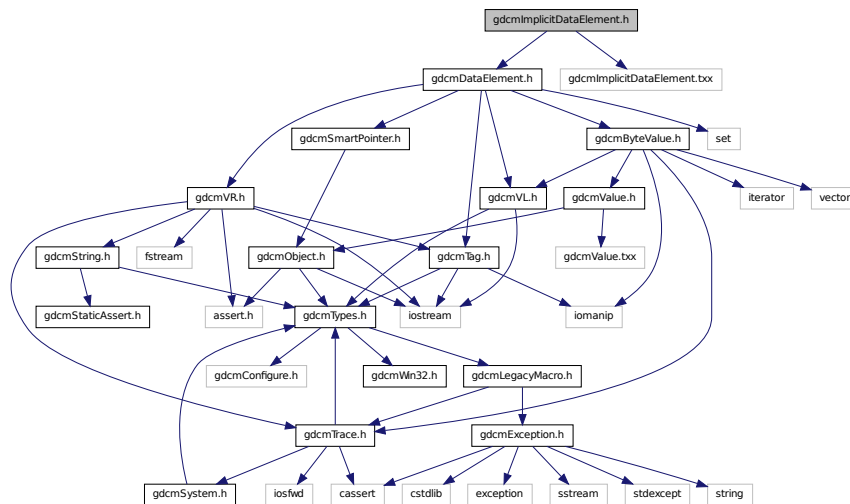 gdcmImplicitDataElement.h
gdcmDataElement.h
gdcmImplicitDataElement.txx
gdcmSmartPointer.h
gdcmByteValue.h
set
gdcmVR.h
gdcmVL.h
gdcmValue.h
iterator
vector
gdcmString.h
fstream
gdcmObject.h
gdcmTag.h
gdcmValue.txx
gdcmStaticAssert.h
assert.h
gdcmTypes.h
iostream
iomanip
gdcmConfigure.h
gdcmWin32.h
gdcmLegacyMacro.h
gdcmTrace.h
gdcmException.h
gdcmSystem.h
iosfwd
cassert
cstdlib
exception
sstream
stdexcept
string